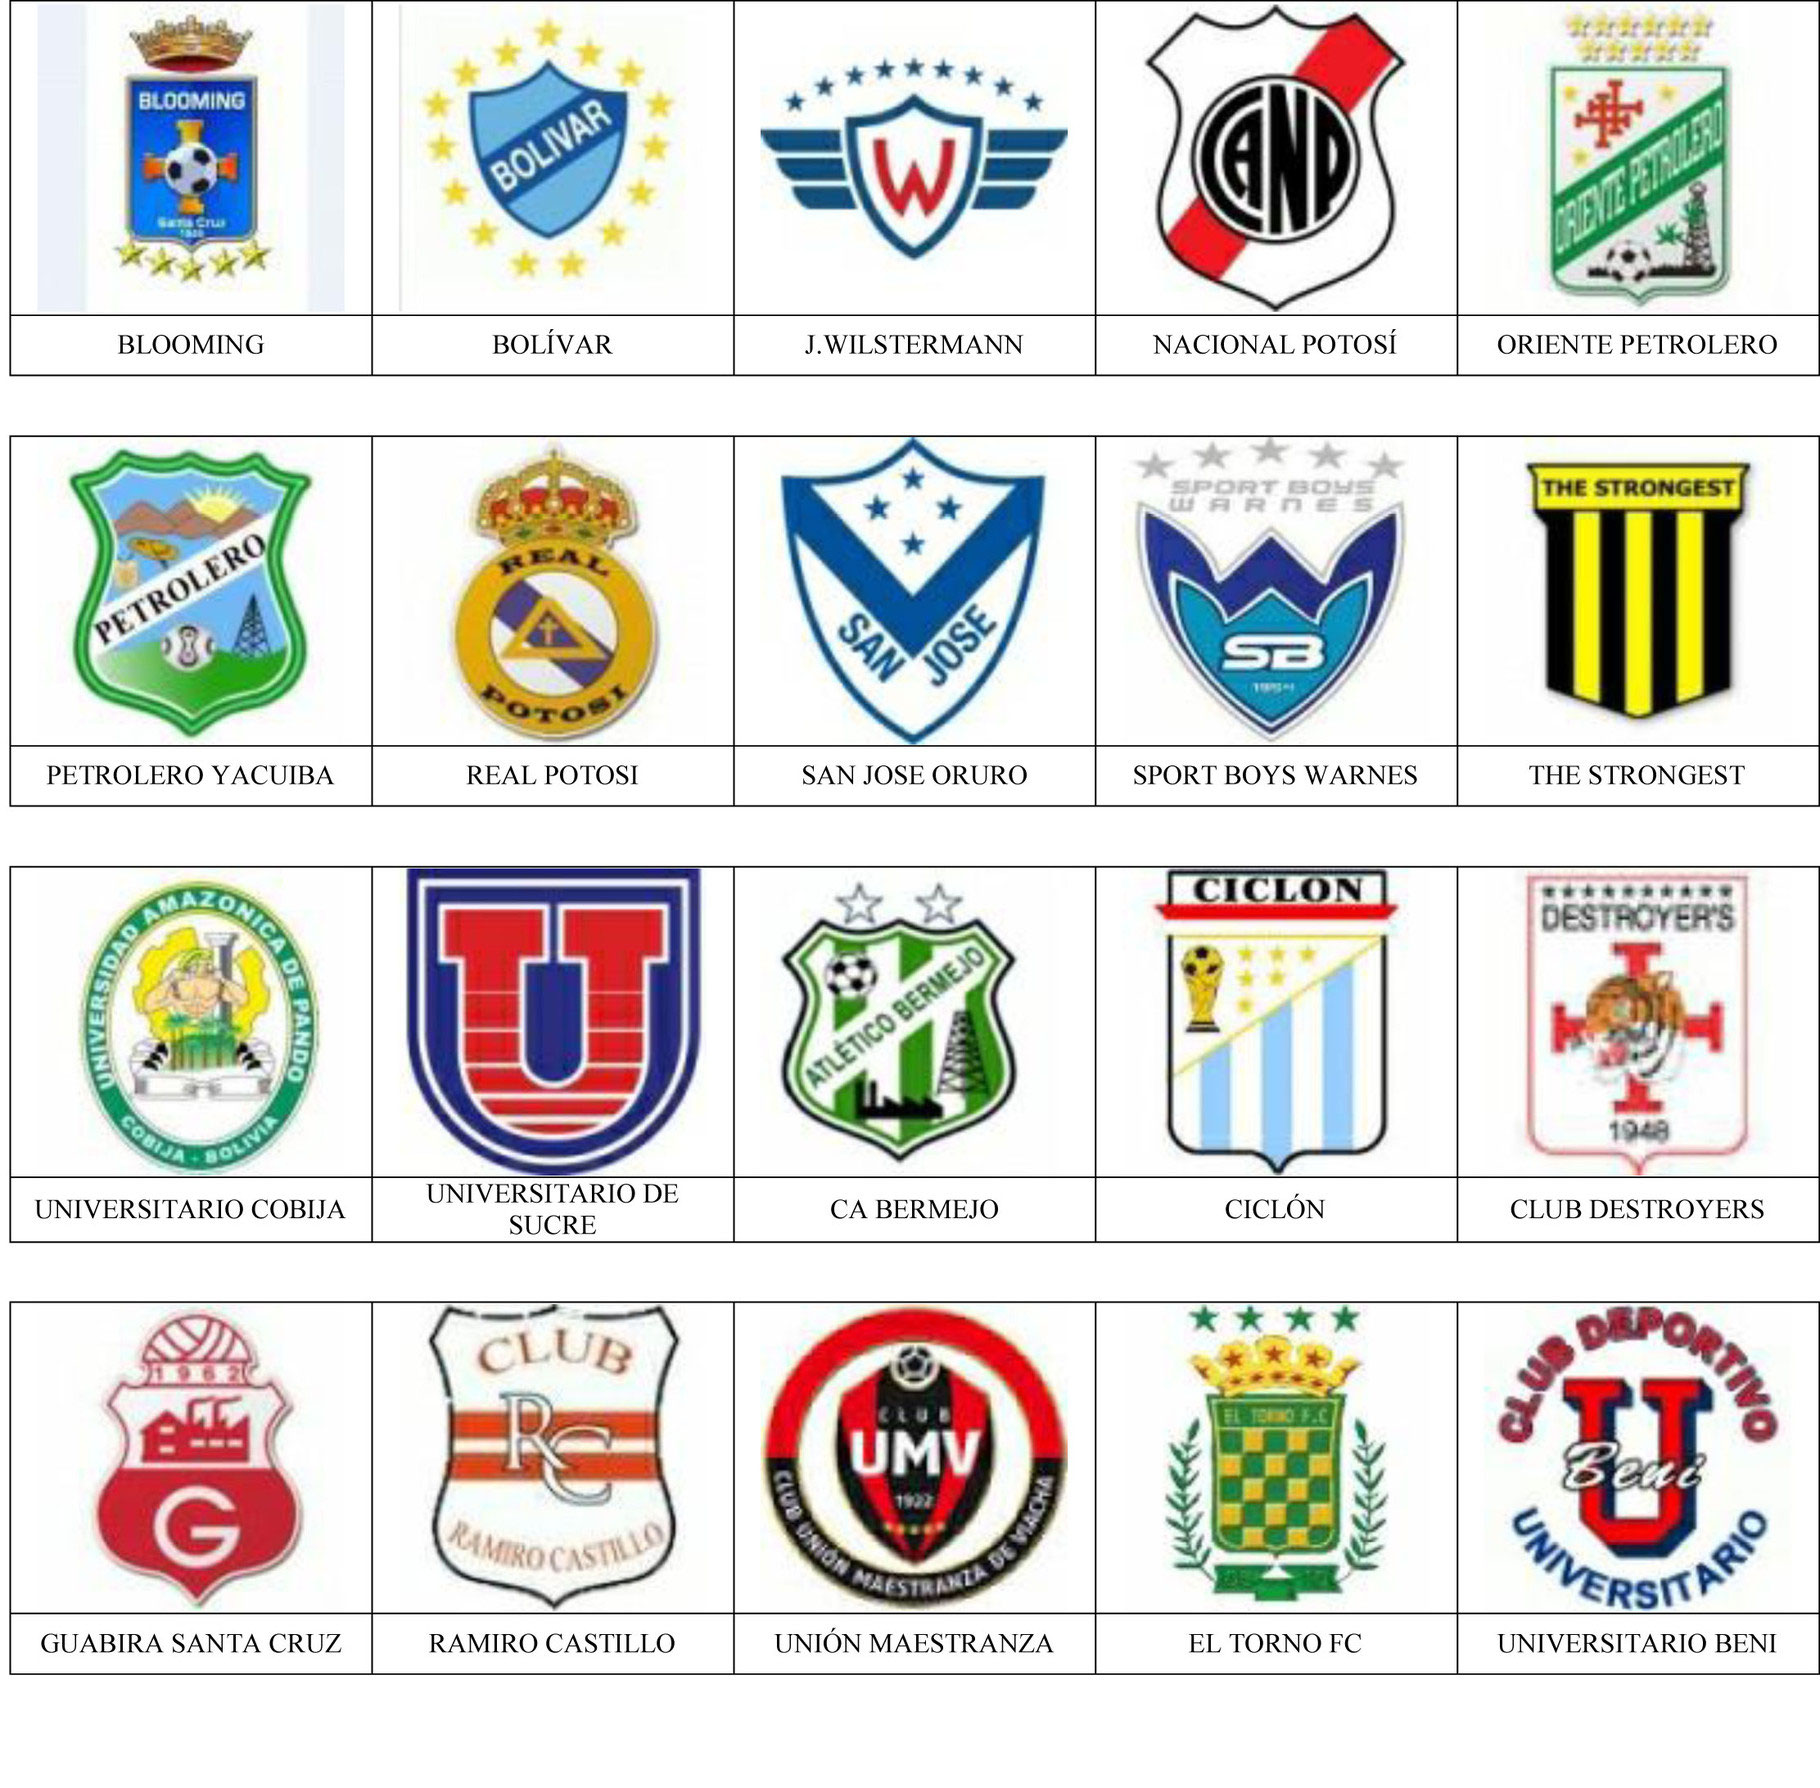 BLOOMING
Santa Cruz
BOLIVAR
W
CANP
ORIENTE PETROLERO
BLOOMING
BOLÍVAR
J.WILSTERMANN
NACIONAL POTOSÍ
ORIENTE PETROLERO
PETROLERO
REAL
POTOSI
SAN JOSE
SPORT BOYS
WARNES
SB
THE STRONGEST
PETROLERO YACUIBA
REAL POTOSI
SAN JOSE ORURO
SPORT BOYS WARNES
THE STRONGEST
UNIVERSIDAD AMAZONICA DE PANDO
COBIJA - BOLIVIA
U
ATLÉTICO BERMEJO
CICLON
DESTROYER'S
1948
UNIVERSITARIO COBIJA
UNIVERSITARIO DE
SUCRE
CA BERMEJO
CICLÓN
CLUB DESTROYERS
1962
G
CLUB
RC
RAMIRO CASTILLO
CLUB
UMV
1922
CLUB UNIÓN MAESTRANZA DE VIACHA
EL TORNO F.C
CLUB DEPORTIVO
U
Beni
UNIVERSITARIO
GUABIRA SANTA CRUZ
RAMIRO CASTILLO
UNIÓN MAESTRANZA
EL TORNO FC
UNIVERSITARIO BENI